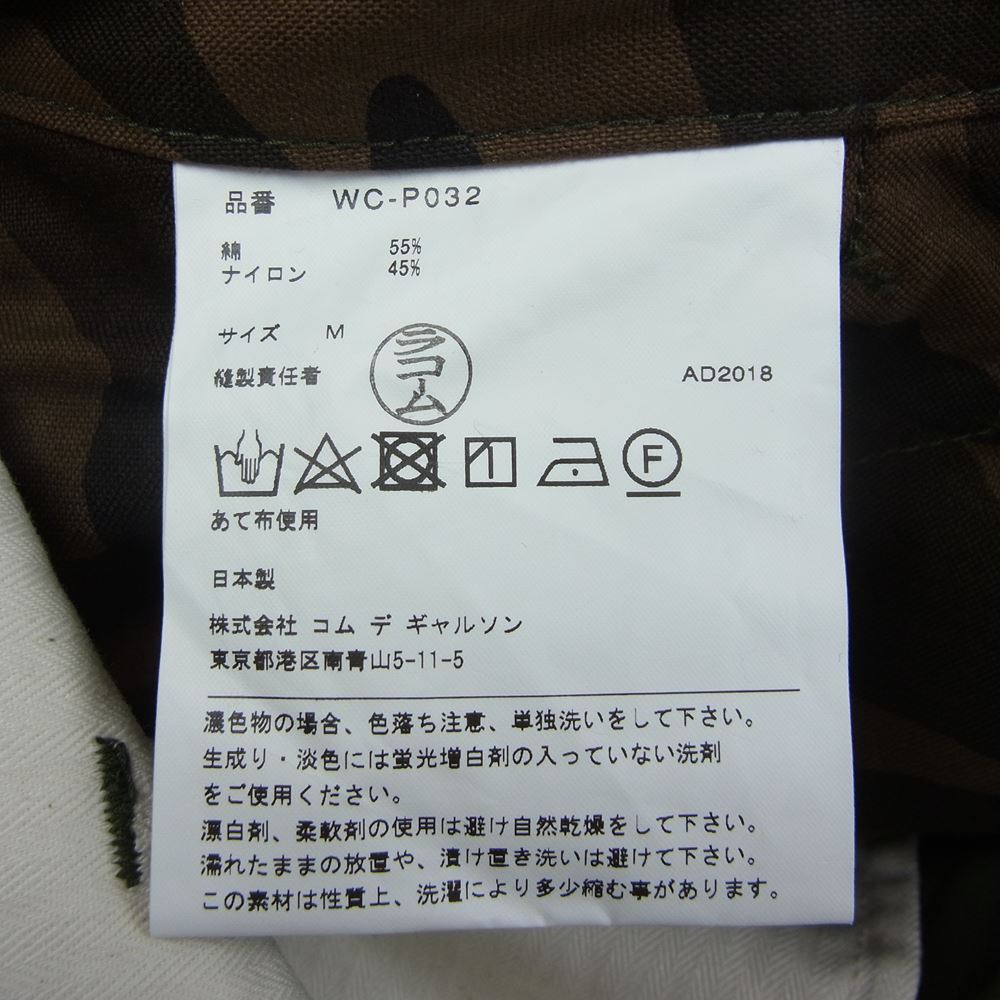 品番 WC-P032
綿 55%
ナイロン 45%
サイズ M
縫製責任者 ラコム AD2018
F
あて布使用
日本製
株式会社 コム デ ギャルソン
東京都港区南青山5-11-5
濃色物の場合、色落ち注意、単独洗いをして下さい。
生成り・淡色には蛍光増白剤の入っていない洗剤
をご使用ください。
漂白剤、柔軟剤の使用は避け自然乾燥をして下さい。
濡れたままの放置や、漬け置き洗いは避けて下さい。
この素材は性質上、洗濯により多少縮む事があります。